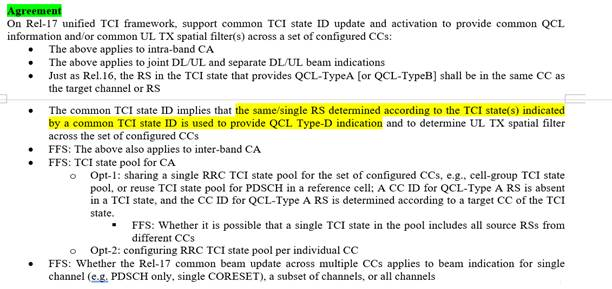 Agreement
On Rel-17 unified TCI framework, support common TCI state ID update and activation to provide common QCL
information and/or common UL TX spatial filter(s) across a set of configured CCs:
• The above applies to intra-band CA
• The above applies to joint DL/UL and separate DL/UL beam indications
• Just as Rel.16, the RS in the TCI state that provides QCL-TypeA [or QCL-TypeB] shall be in the same CC as
the target channel or RS
• The common TCI state ID implies that the same/single RS determined according to the TCI state(s) indicated
by a common TCI state ID is used to provide QCL Type-D indication and to determine UL TX spatial filter
across the set of configured CCs
• FFS: The above also applies to inter-band CA
• FFS: TCI state pool for CA
o Opt-1: sharing a single RRC TCI state pool for the set of configured CCs, e.g., cell-group TCI state
pool, or reuse TCI state pool for PDSCH in a reference cell; A CC ID for QCL-Type A RS is absent
in a TCI state, and the CC ID for QCL-Type A RS is determined according to a target CC of the TCI
state.
▪ FFS: Whether it is possible that a single TCI state in the pool includes all source RSs from
different CCs
o Opt-2: configuring RRC TCI state pool per individual CC
• FFS: Whether the Rel-17 common beam update across multiple CCs applies to beam indication for single
channel (e.g. PDSCH only, single CORESET), a subset of channels, or all channels